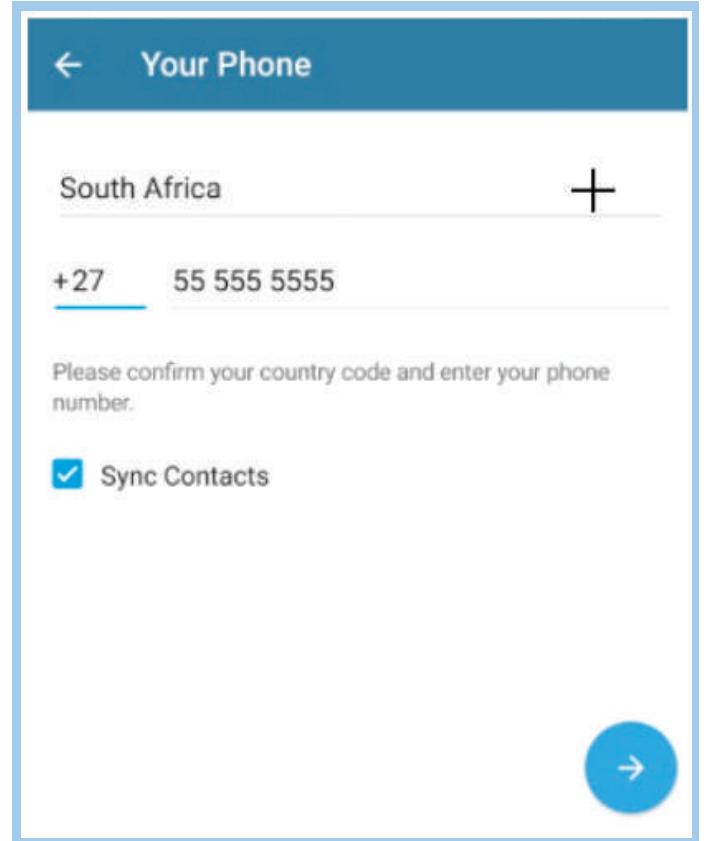 Your Phone
South Africa
+27 55 555 5555
Please confirm your country code and enter your phone
number.
Sync Contacts